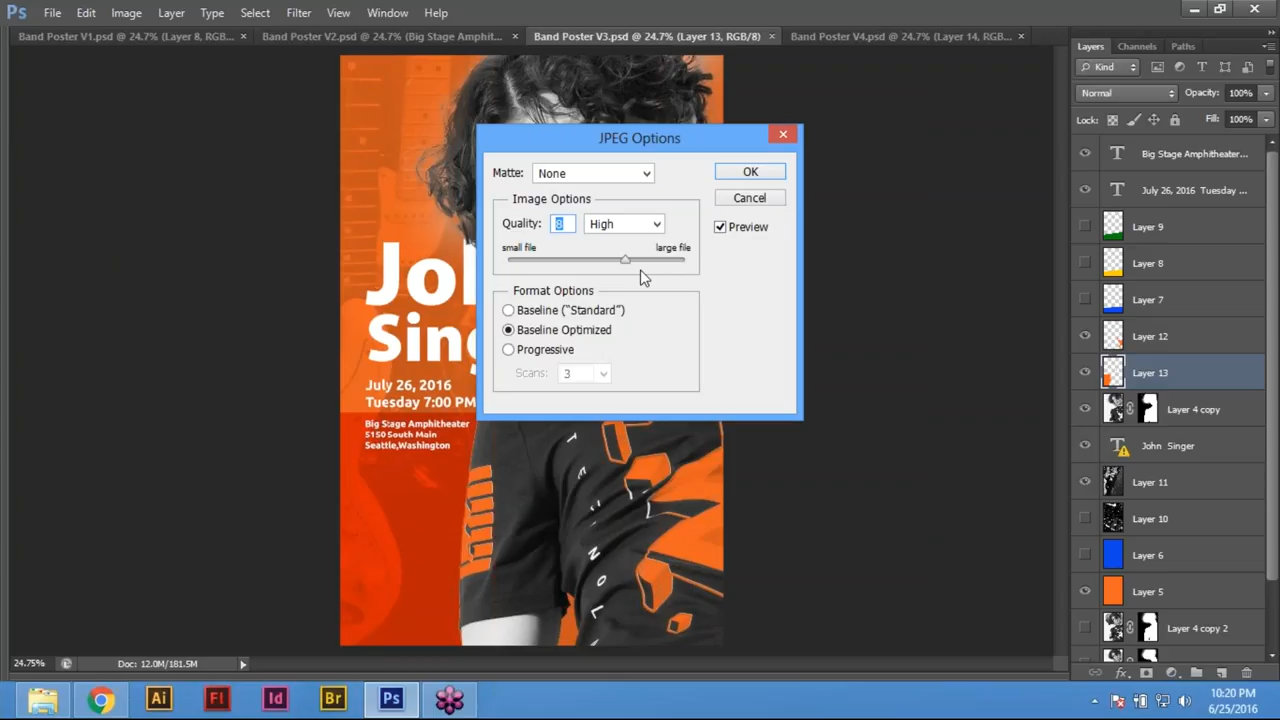 Ps File Edit Image Layer Type Select Filter View Window Help
Band Poster V1.psd @ 24.7% (Layer 8, RGB... × Band Poster V2.psd @ 24.7% (Big Stage Amphit... × Band Poster V3.psd @ 24.7% (Layer 13, RGB/8) × Band Poster V4.psd @ 24.7% (Layer 14, RGB... ×
Layers Channels Paths
Kind
Normal Opacity: 100%
Lock: Fill: 100%
Big Stage Amphitheater...
July 26, 2016 Tuesday ...
Layer 9
Layer 8
Layer 7
Layer 12
Layer 13
Layer 4 copy
John Singer
Layer 11
Layer 10
Layer 6
Layer 5
Layer 4 copy 2
JPEG Options
Matte: None OK
Image Options Cancel
Quality: 8 High Preview
small file large file
Format Options
Baseline ("Standard")
Baseline Optimized
Progressive
Scans: 3
Joh
Sing
July 26, 2016
Tuesday 7:00 PM
Big Stage Amphitheater
5150 South Main
Seattle,Washington
24.75% Doc: 12.0M/181.5M
Ai Fl Id Br Ps
10:20 PM
6/25/2016